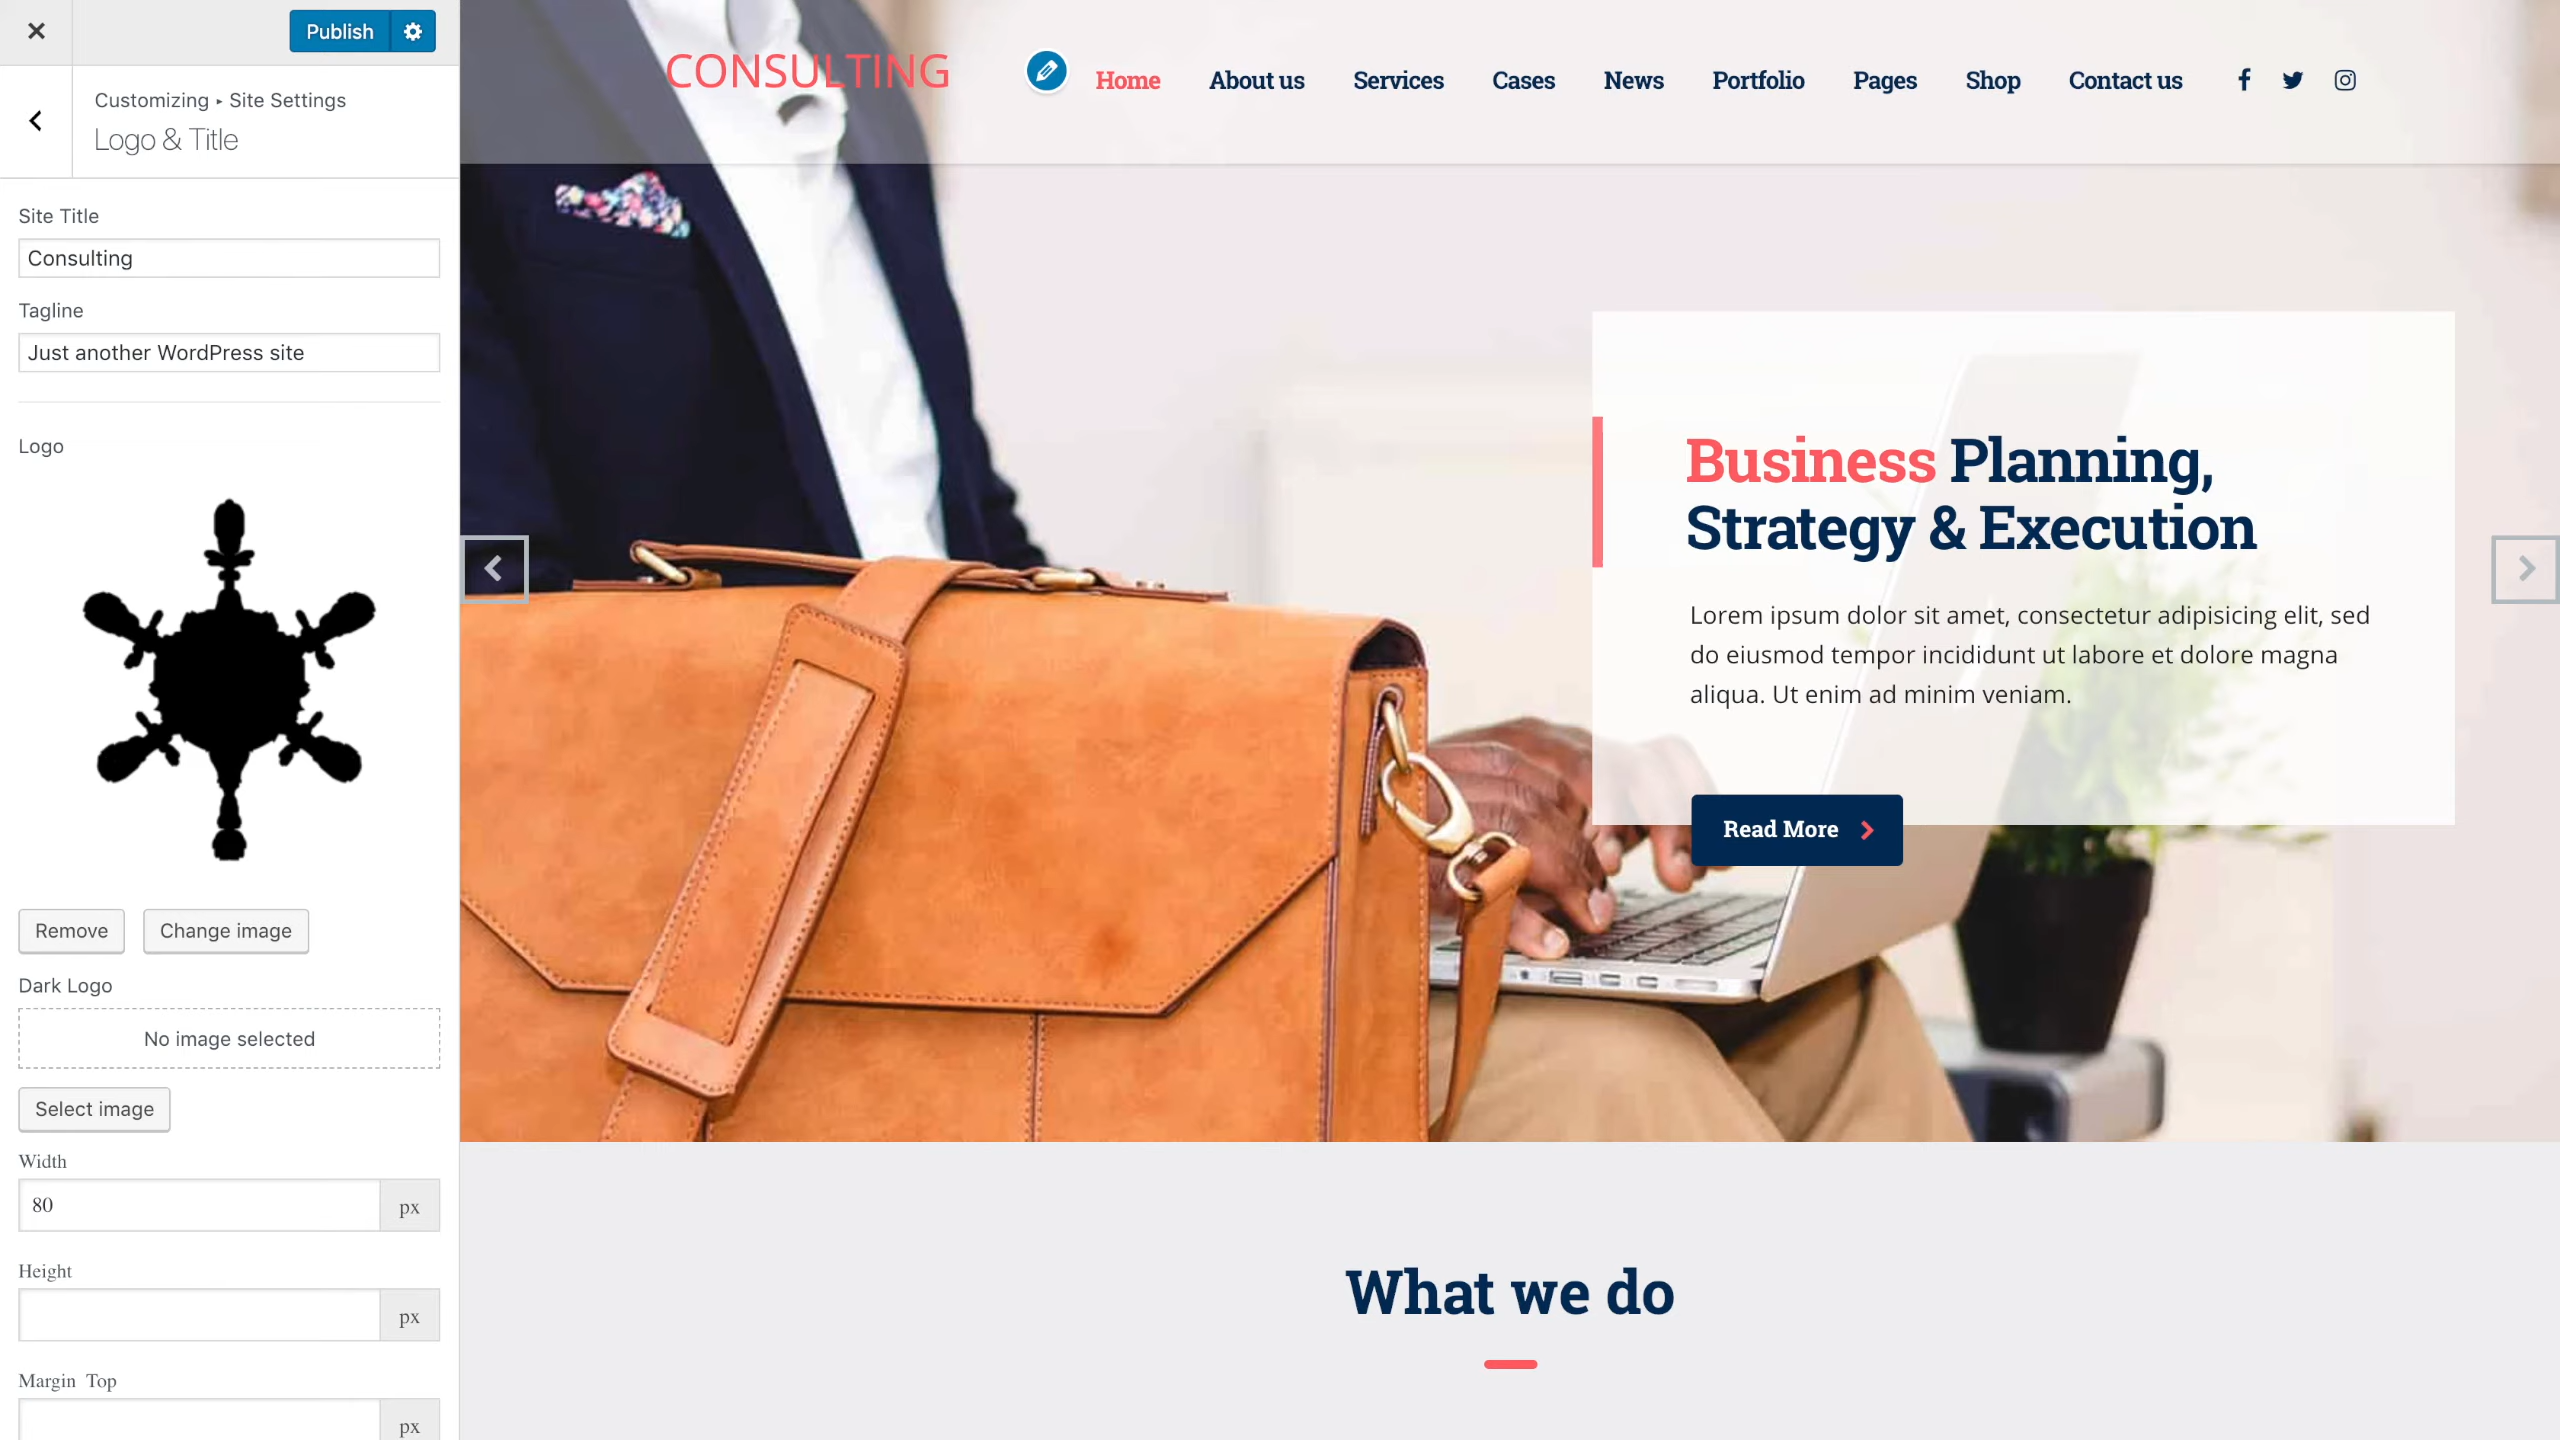 Publish
Customizing ▸ Site Settings
Logo & Title
Site Title
Consulting
Tagline
Just another WordPress site
Logo
Remove
Change image
Dark Logo
No image selected
Select image
Width
80
px
Height
px
Margin Top
px
CONSULTING
Home
About us
Services
Cases
News
Portfolio
Pages
Shop
Contact us
Business Planning,
Strategy & Execution
Lorem ipsum dolor sit amet, consectetur adipisicing elit, sed
do eiusmod tempor incididunt ut labore et dolore magna
aliqua. Ut enim ad minim veniam.
Read More
What we do